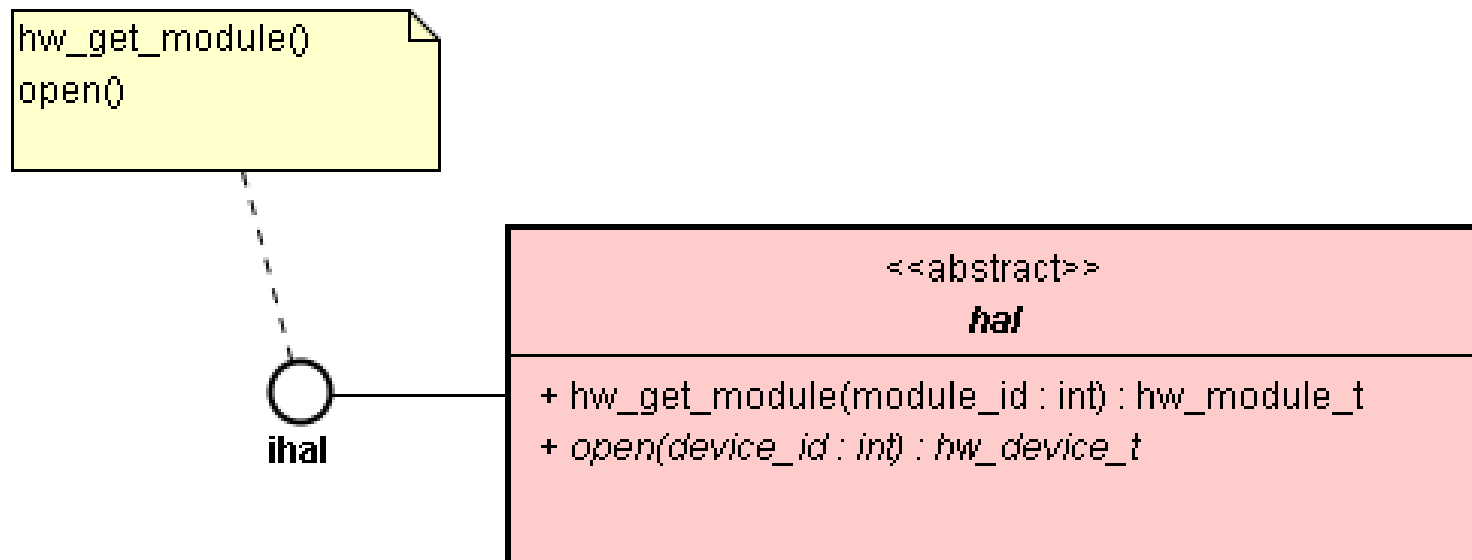 hw_get_module()
open()
<<abstract>>
hal
+ hw_get_module(module_id : int) : hw_module_t
+ open(device_id : int) : hw_device_t
ihal